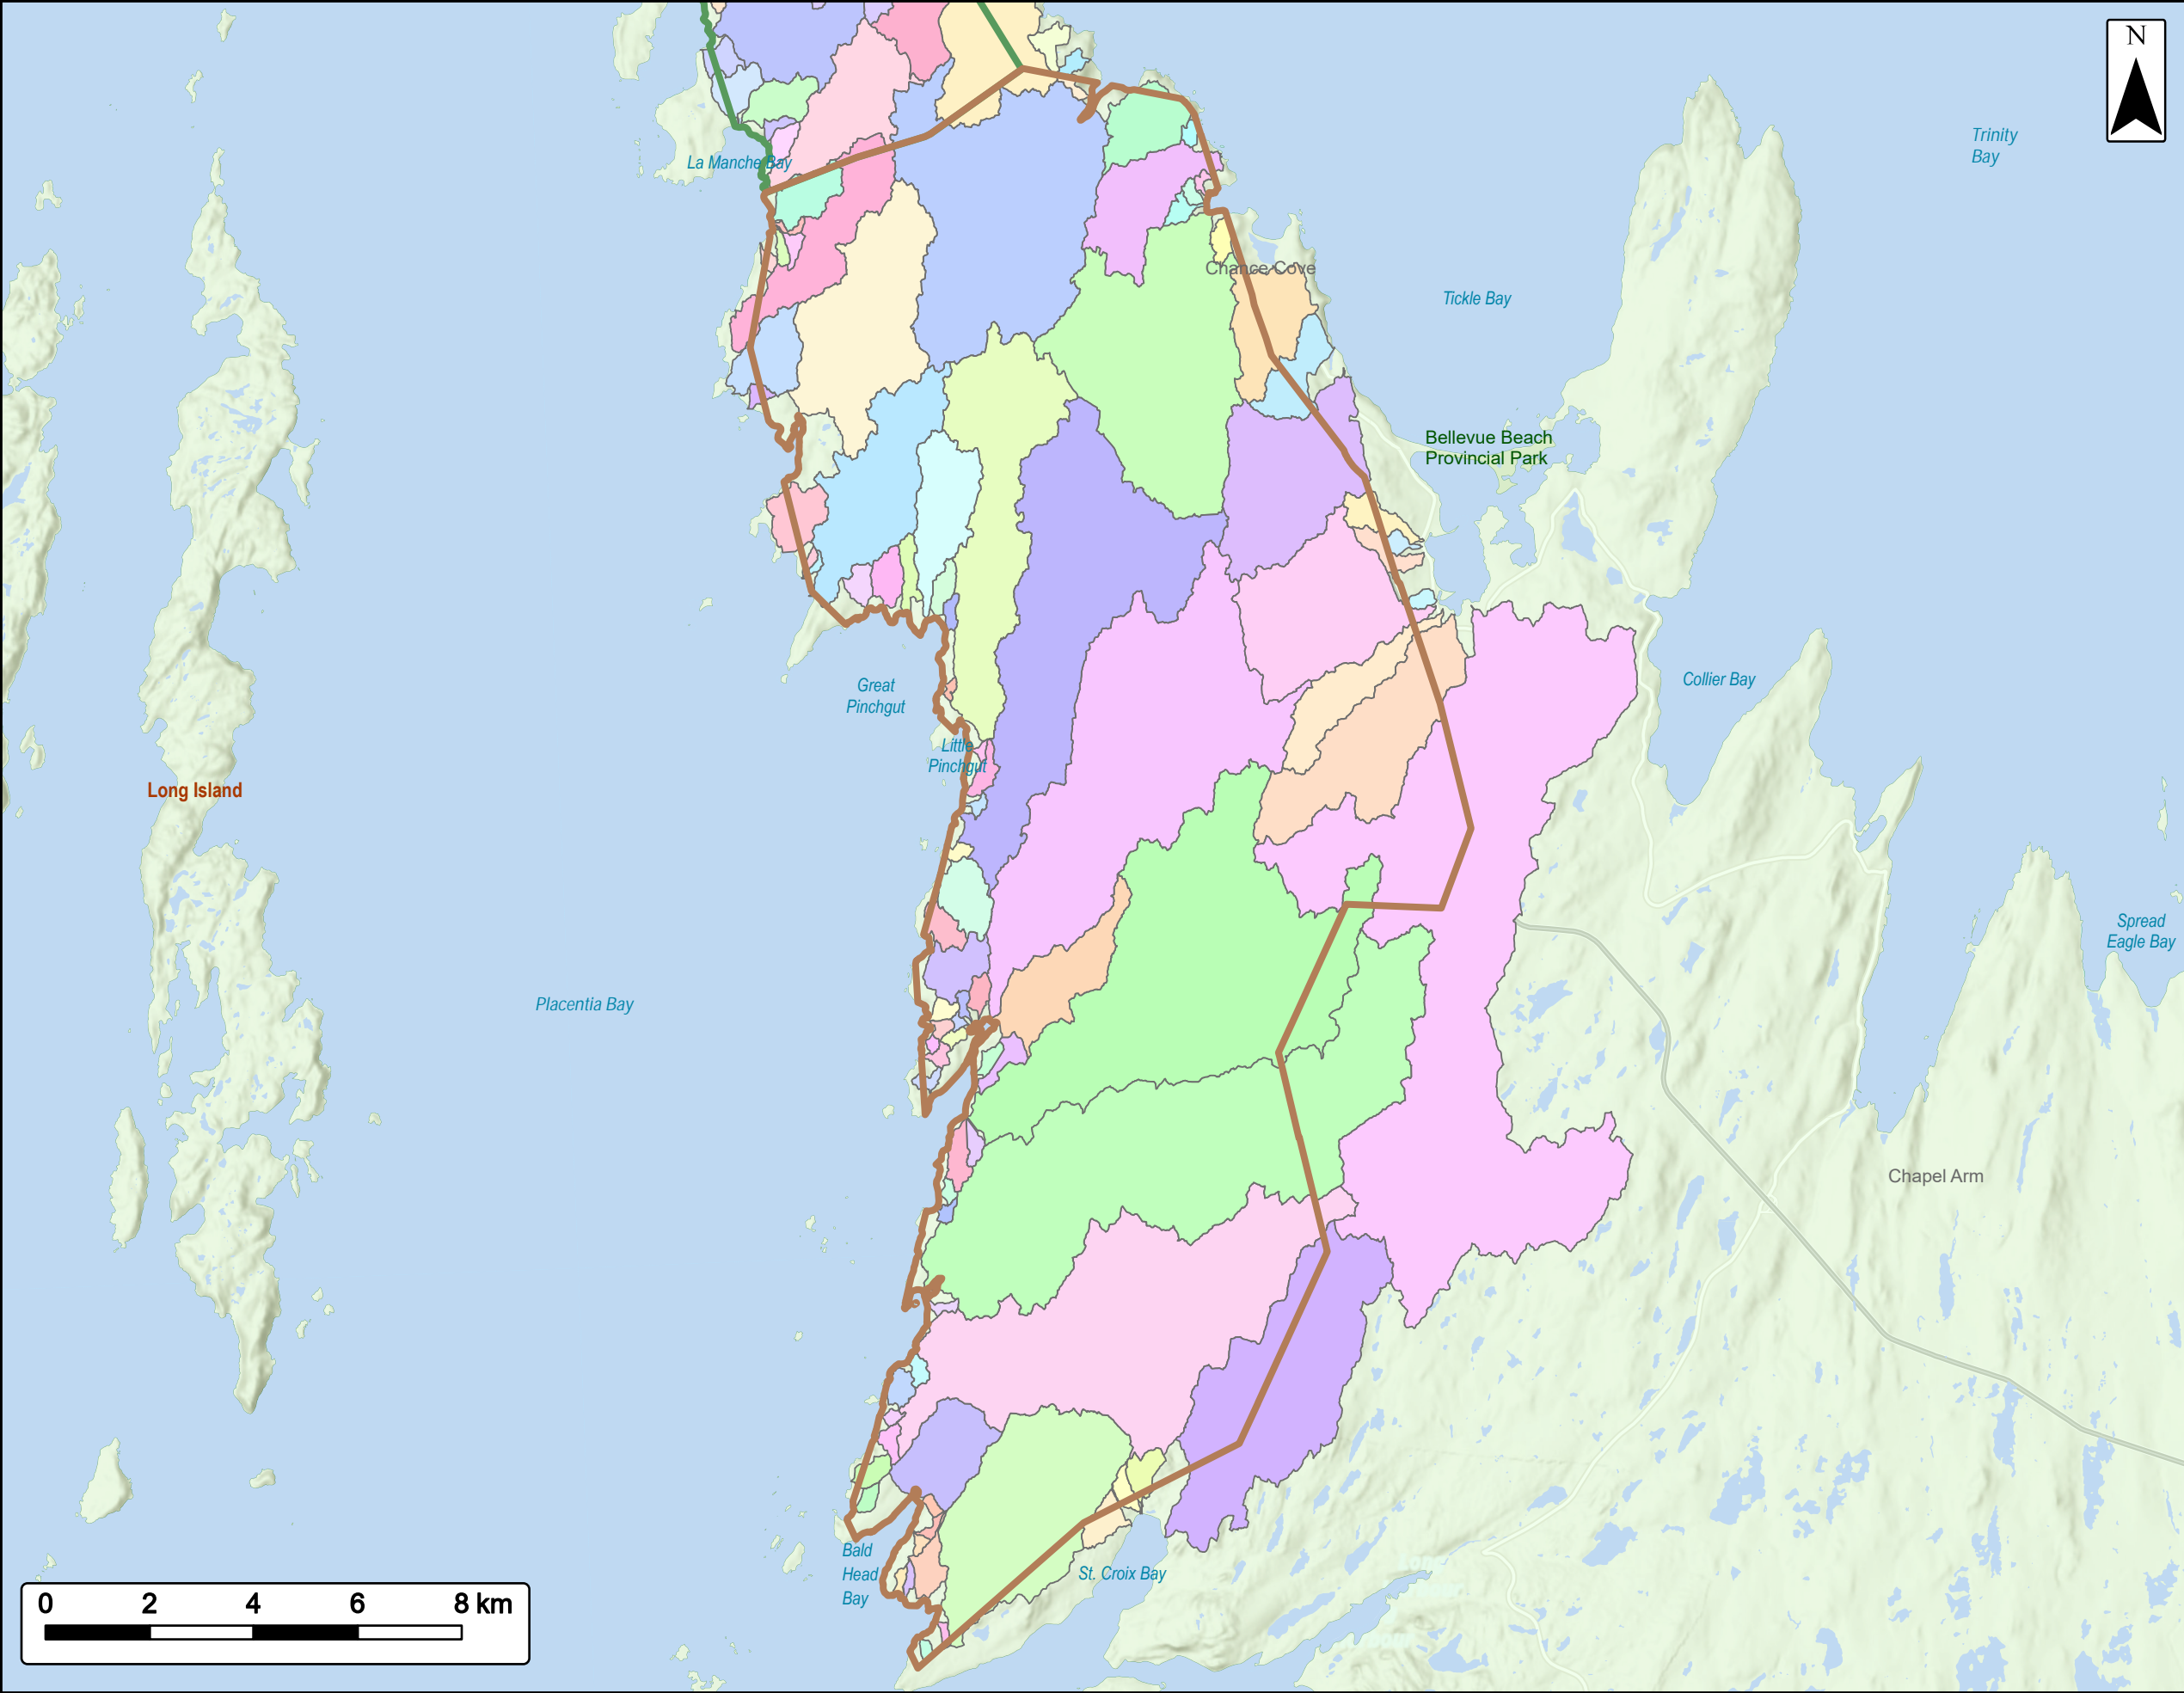 N
Trinity
Bay
La Manche Bay
Chance Cove
Tickle Bay
Bellevue Beach
Provincial Park
Great
Pinchgut
Collier Bay
Little
Pinchgut
Long Island
Spread
Eagle Bay
Placentia Bay
Chapel Arm
Bald
Head
Bay
St. Croix Bay
0 2 4 6 8 km